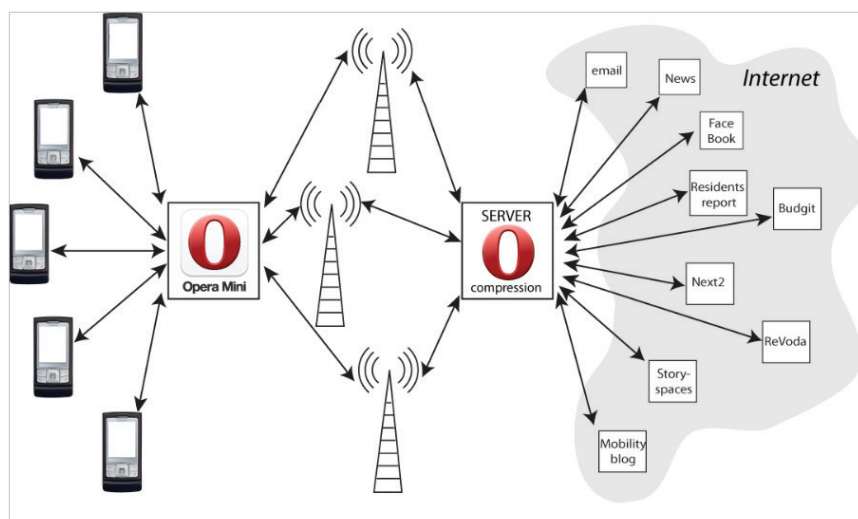 email
News
Internet
Face
Book
Residents
report
Budgit
SERVER
compression
Opera Mini
Next2
ReVoda
Story-
spaces
Mobility
blog